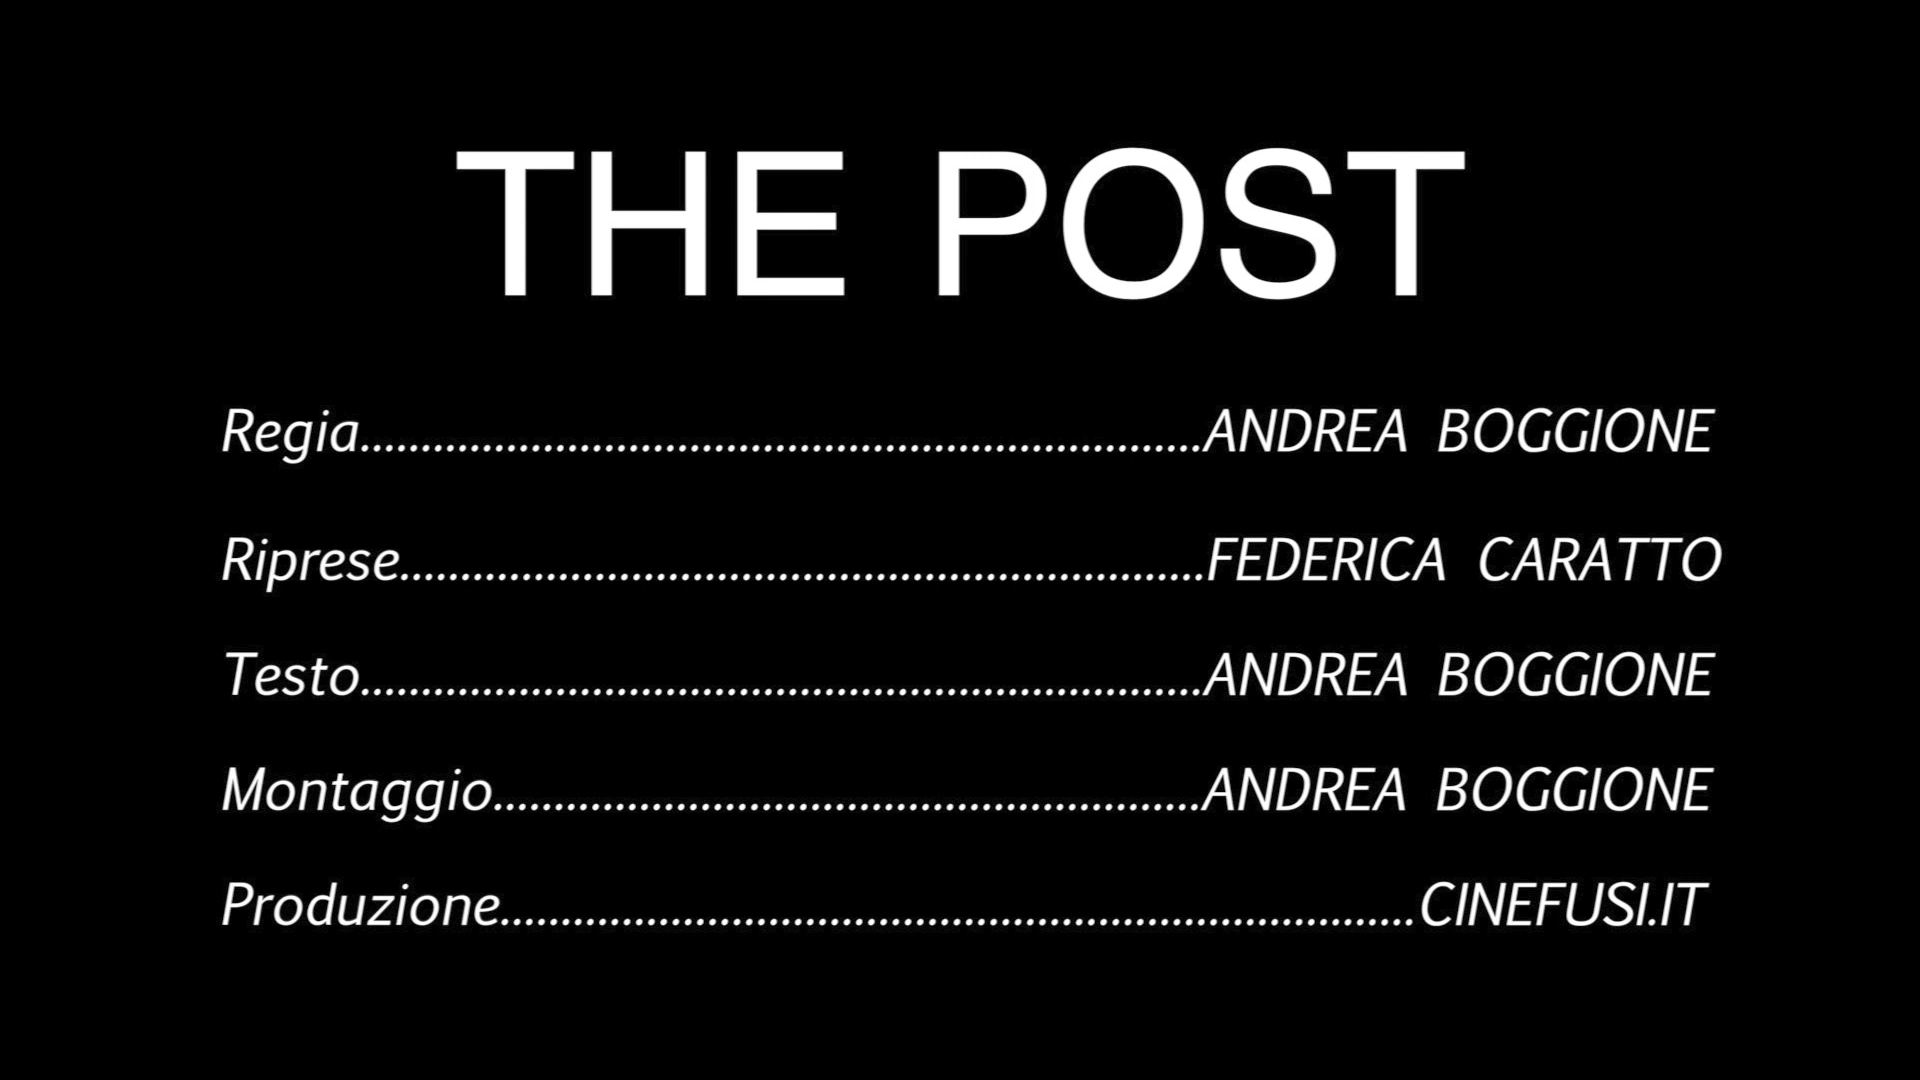 THE POST
Regia......................................................................ANDREA BOGGIONE
Riprese...................................................................FEDERICA CARATTO
Testo......................................................................ANDREA BOGGIONE
Montaggio...........................................................ANDREA BOGGIONE
Produzione............................................................................CINEFUSI.IT